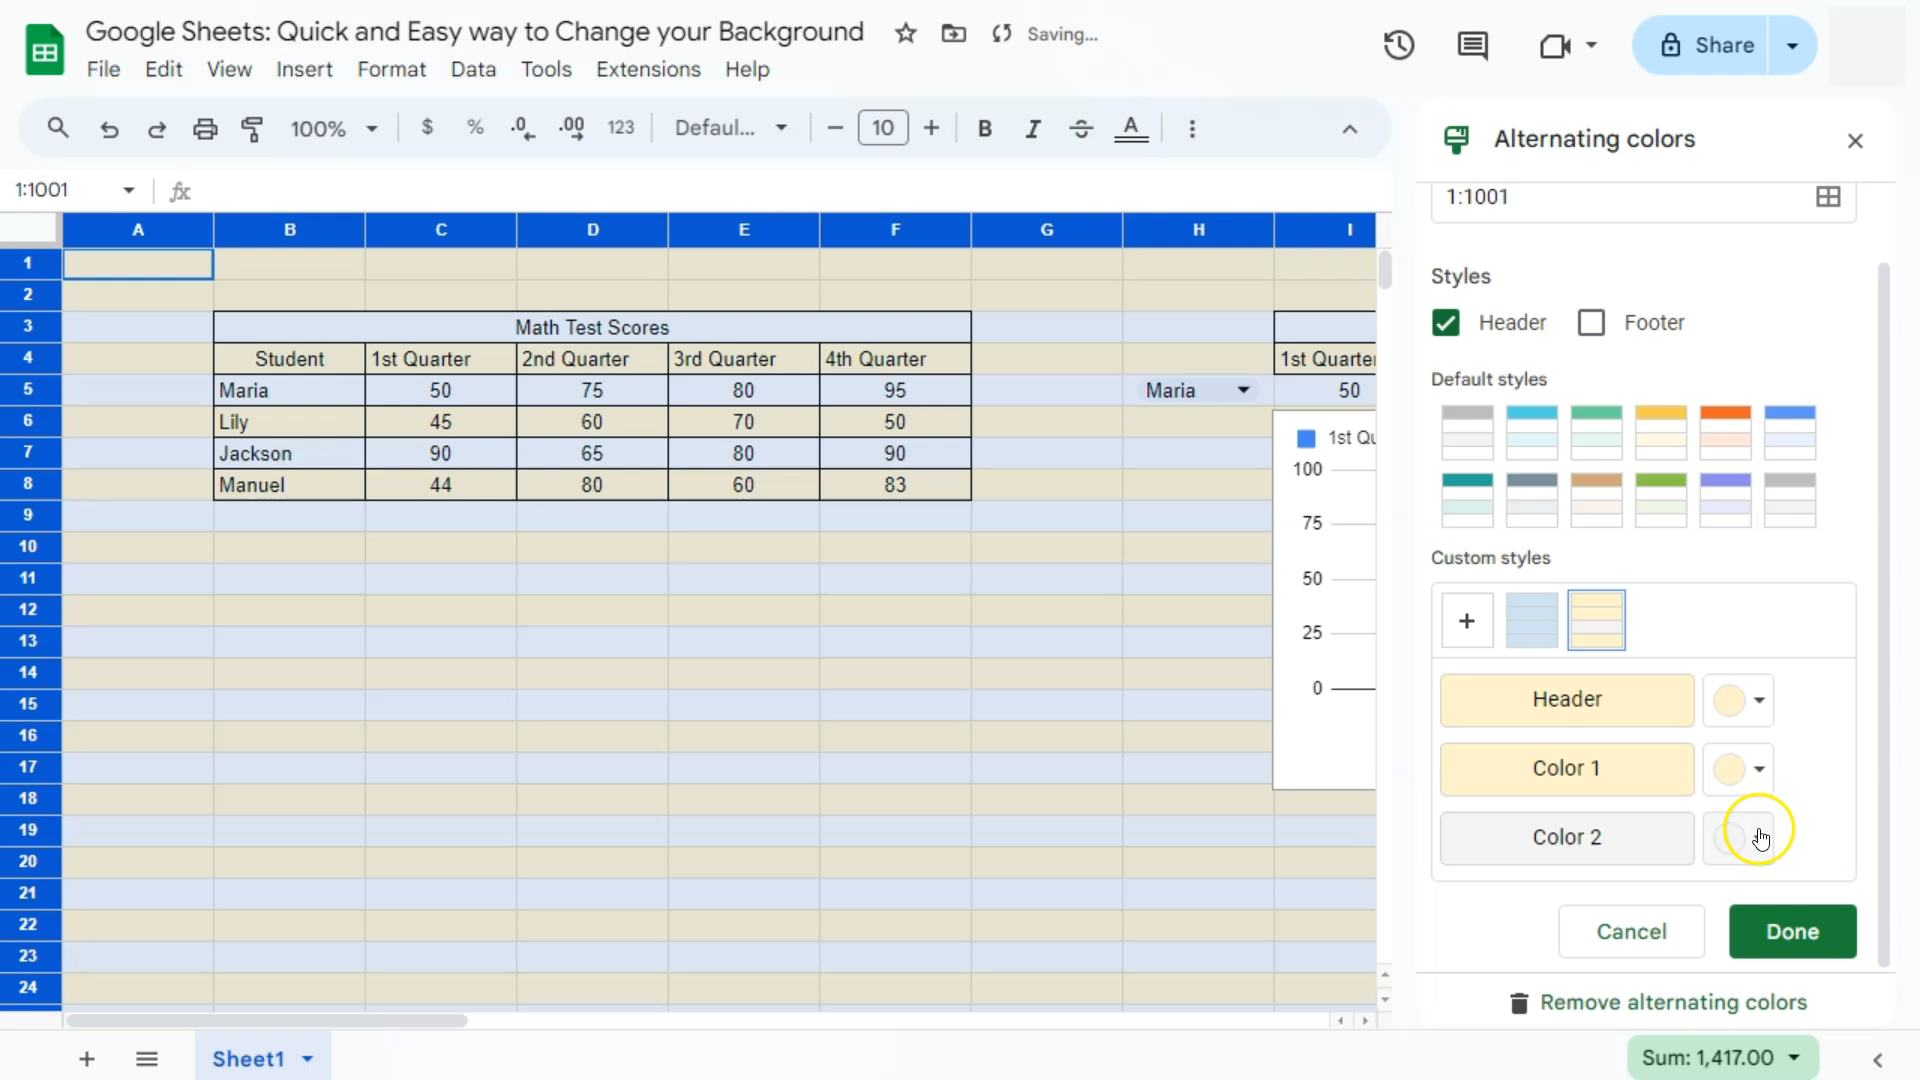 Google Sheets: Quick and Easy way to Change your Background Saving...
File Edit View Insert Format Data Tools Extensions Help
Share
100% $ % .0 .00 123 Defaul... 10 B I S A
Alternating colors
1:1001 fx
1:1001
A B C D E F G H I
1
2
3 Math Test Scores
4 Student 1st Quarter 2nd Quarter 3rd Quarter 4th Quarter 1st Quarter
5 Maria 50 75 80 95 Maria 50
6 Lily 45 60 70 50
7 Jackson 90 65 80 90
8 Manuel 44 80 60 83
9
10
11
12
13
14
15
16
17
18
19
20
21
22
23
24
1st Qu
100
75
50
25
0
Styles
Header Footer
Default styles
Custom styles
+
Header
Color 1
Color 2
Cancel Done
Remove alternating colors
Sheet1
Sum: 1,417.00